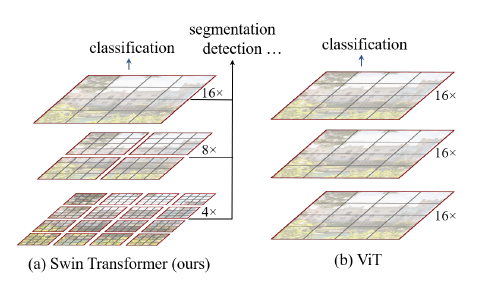 segmentation
classification
detection ...
classification
16×
16×
8×
16×
4×
16×
(a) Swin Transformer (ours)
(b) ViT